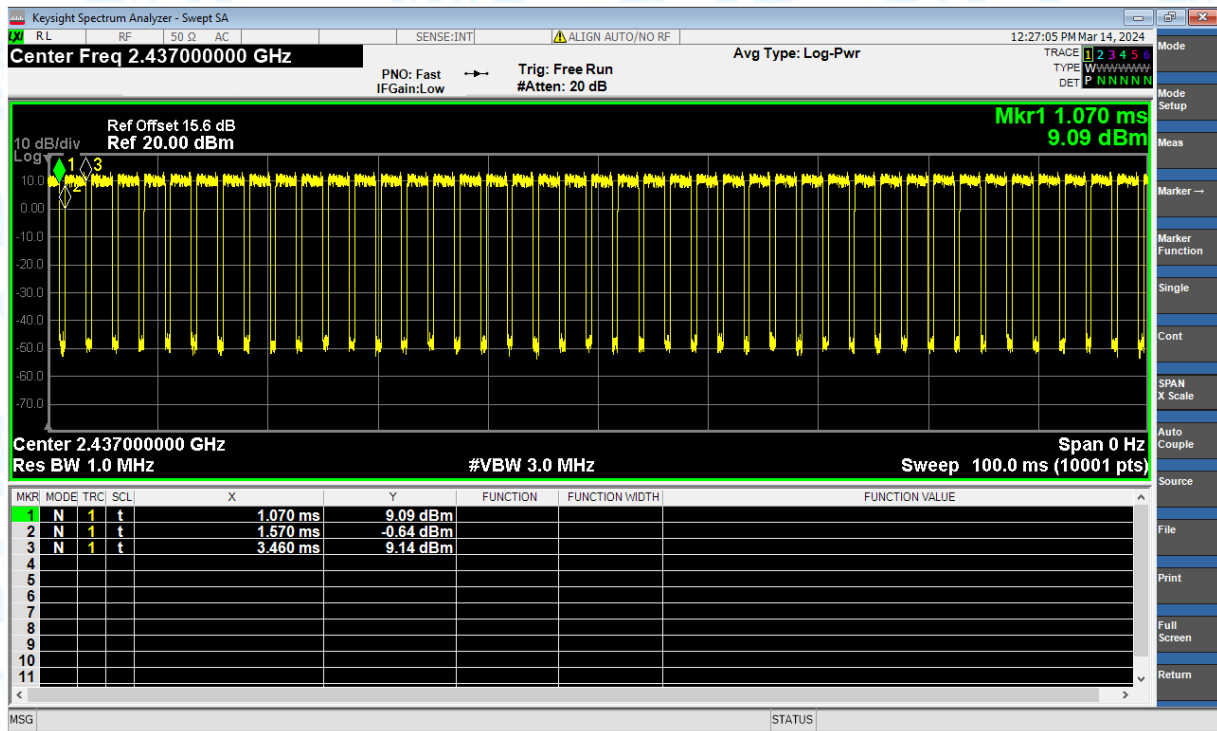 Keysight Spectrum Analyzer - Swept SA
LXI RL RF 50 Ω AC SENSE:INT ALIGN AUTO/NO RF 12:27:05 PM Mar 14, 2024
Center Freq 2.437000000 GHz
Avg Type: Log-Pwr
TRACE 1 2 3 4 5 6
TYPE WWWWWW
DET P N N N N N
PNO: Fast
IFGain:Low
Trig: Free Run
#Atten: 20 dB
Mkr1 1.070 ms
9.09 dBm
Ref Offset 15.6 dB
10 dB/div Ref 20.00 dBm
Log
1
2
3
10.0
0.00
-10.0
-20.0
-30.0
-40.0
-50.0
-60.0
-70.0
Center 2.437000000 GHz Span 0 Hz
Res BW 1.0 MHz #VBW 3.0 MHz Sweep 100.0 ms (10001 pts)
MKR MODE TRC SCL X Y FUNCTION FUNCTION WIDTH FUNCTION VALUE
1 N 1 t 1.070 ms 9.09 dBm
2 N 1 t 1.570 ms -0.64 dBm
3 N 1 t 3.460 ms 9.14 dBm
4
5
6
7
8
9
10
11
MSG STATUS
Mode
Mode
Setup
Meas
Marker →
Marker
Function
Single
Cont
SPAN
X Scale
Auto
Couple
Source
File
Print
Full
Screen
Return